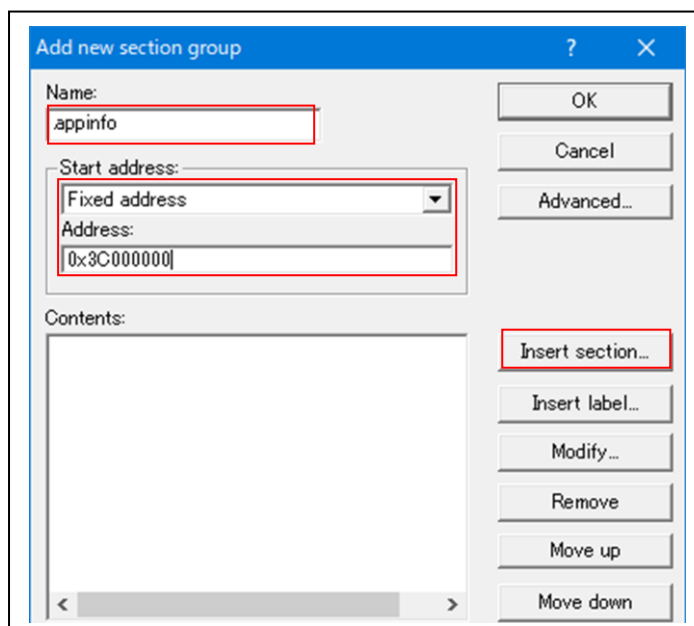 Add new section group
?
×
Name:
.appinfo
Start address:
Fixed address
Address:
0x3C000000
Contents:
OK
Cancel
Advanced...
Insert section...
Insert label...
Modify...
Remove
Move up
Move down